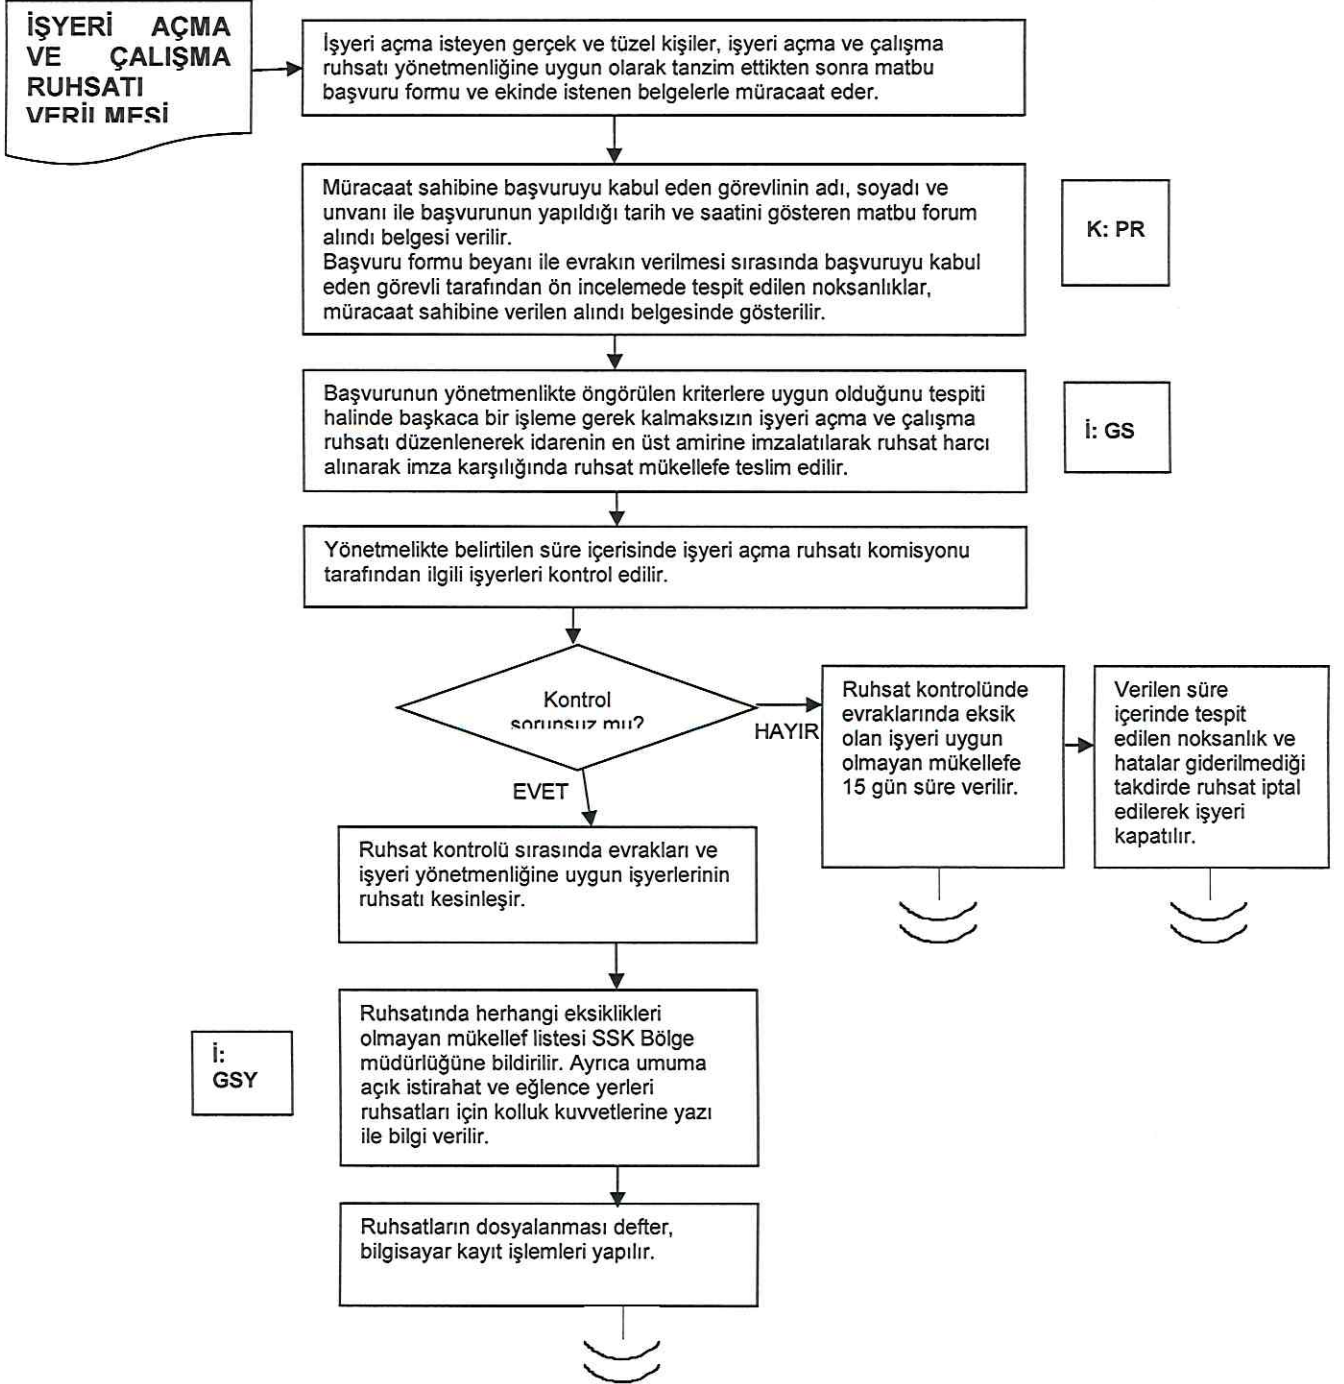 İŞYERİ AÇMA
VE ÇALIŞMA
RUHSATI
VERİLMESİ
İşyeri açma isteyen gerçek ve tüzel kişiler, işyeri açma ve çalışma
ruhsatı yönetmenliğine uygun olarak tanzim ettikten sonra matbu
başvuru formu ve ekinde istenen belgelerle müracaat eder.
Müracaat sahibine başvuruyu kabul eden görevlinin adı, soyadı ve
unvanı ile başvurunun yapıldığı tarih ve saatini gösteren matbu forum
alındı belgesi verilir.
Başvuru formu beyanı ile evrakın verilmesi sırasında başvuruyu kabul
eden görevli tarafından ön incelemede tespit edilen noksanlıklar,
müracaat sahibine verilen alındı belgesinde gösterilir.
K: PR
Başvurunun yönetmenlikte öngörülen kriterlere uygun olduğunu tespiti
halinde başkaca bir işleme gerek kalmaksızın işyeri açma ve çalışma
ruhsatı düzenlenerek idarenin en üst amirine imzalatılarak ruhsat harcı
alınarak imza karşılığında ruhsat mükellefe teslim edilir.
İ: GS
Yönetmelikte belirtilen süre içerisinde işyeri açma ruhsatı komisyonu
tarafından ilgili işyerleri kontrol edilir.
Kontrol
sorunsuz mu?
HAYIR
EVET
Ruhsat kontrolünde
evraklarında eksik
olan işyeri uygun
olmayan mükellefe
15 gün süre verilir.
Verilen süre
içerinde tespit
edilen noksanlık ve
hatalar giderilmediği
takdirde ruhsat iptal
edilerek işyeri
kapatılır.
Ruhsat kontrolü sırasında evrakları ve
işyeri yönetmenliğine uygun işyerlerinin
ruhsatı kesinleşir.
Ruhsatında herhangi eksiklikleri
olmayan mükellef listesi SSK Bölge
müdürlüğüne bildirilir. Ayrıca umuma
açık istirahat ve eğlence yerleri
ruhsatları için kolluk kuvvetlerine yazı
ile bilgi verilir.
İ:
GSY
Ruhsatların dosyalanması defter,
bilgisayar kayıt işlemleri yapılır.